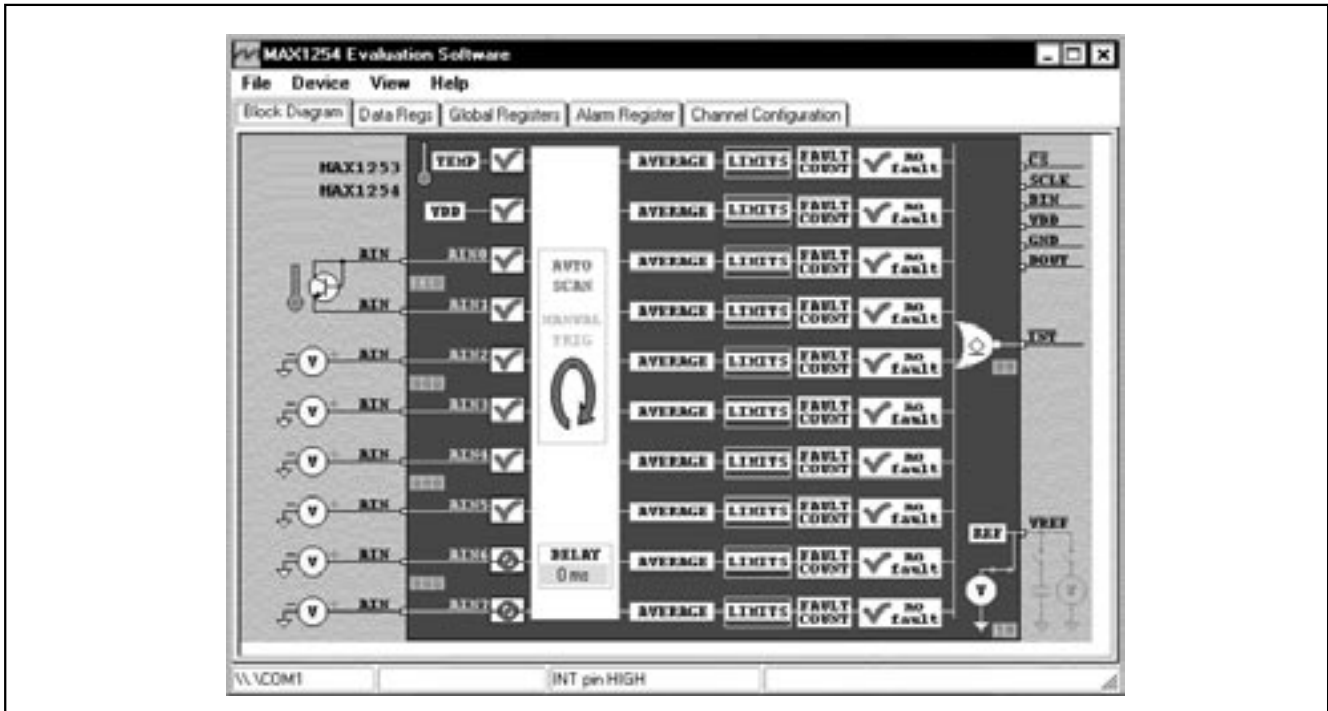 MAX1254 Evaluation Software
File Device View Help
Block Diagram Data Regs Global Registers Alarm Register Channel Configuration
MAX1253
MAX1254
TEMP AVERAGE LIMITS FAULT COUNT no fault
VDD AVERAGE LIMITS FAULT COUNT no fault
AIN AIN0 AVERAGE LIMITS FAULT COUNT no fault
AIN AIN1 AVERAGE LIMITS FAULT COUNT no fault
AIN AIN2 AVERAGE LIMITS FAULT COUNT no fault
AIN AIN3 AVERAGE LIMITS FAULT COUNT no fault
AIN AIN4 AVERAGE LIMITS FAULT COUNT no fault
AIN AIN5 AVERAGE LIMITS FAULT COUNT no fault
AIN AIN6 AVERAGE LIMITS FAULT COUNT no fault
AIN AIN7 AVERAGE LIMITS FAULT COUNT no fault
AUTO
SCAN
MANUAL
TRIG
DELAY
0 ms
CS
SCLK
DIN
VDD
GND
DOUT
INT
REF
VREF
V
V
V
V
V
V
V
V
\\.\COM1 INT pin HIGH